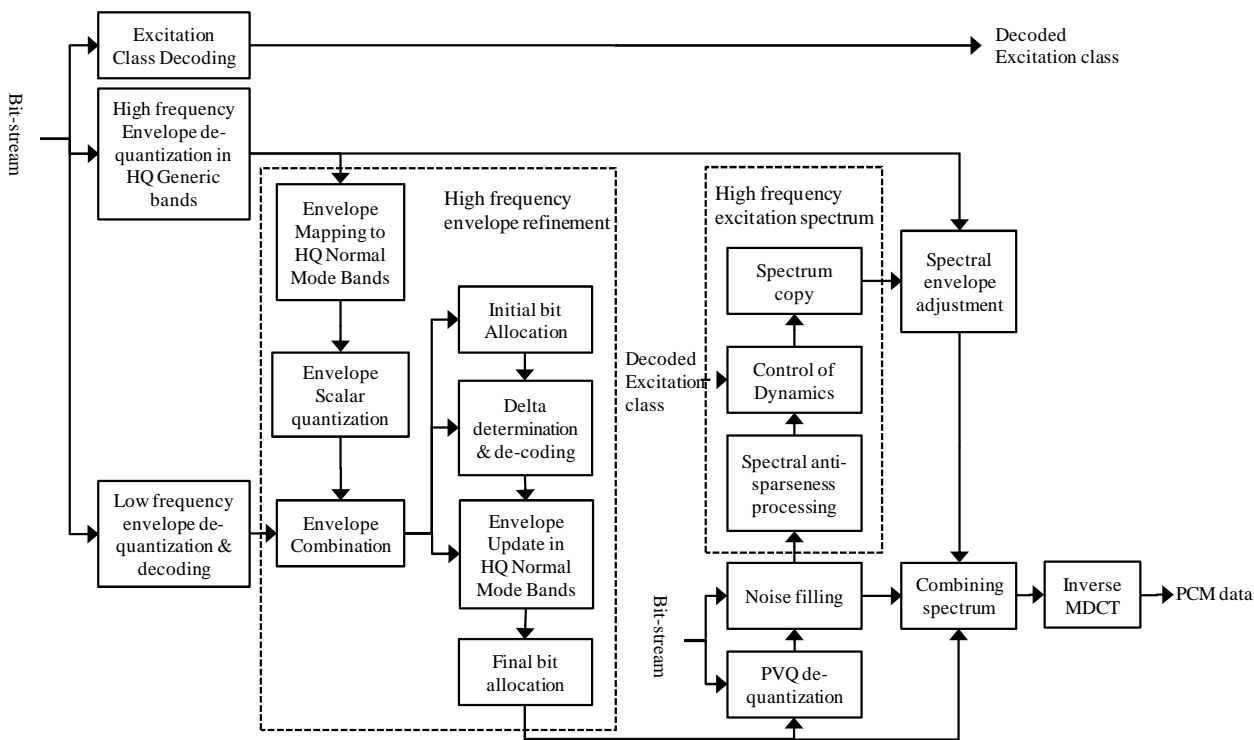 Excitation
Class Decoding
Decoded
Excitation class
Bit-stream
High frequency
Envelope de-
quantization in
HQ Generic
bands
High frequency
envelope refinement
High frequency
excitation spectrum
Envelope
Mapping to
HQ Normal
Mode Bands
Spectrum
copy
Spectral
envelope
adjustment
Initial bit
Allocation
Envelope
Scalar
quantization
Decoded
Excitation
class
Control of
Dynamics
Delta
determination
& de-coding
Spectral anti-
sparseness
processing
Low frequency
envelope de-
quantization &
decoding
Envelope
Combination
Envelope
Update in
HQ Normal
Mode Bands
Noise filling
Combining
spectrum
Inverse
MDCT
PCM data
Bit-stream
Final bit
allocation
PVQ de-
quantization